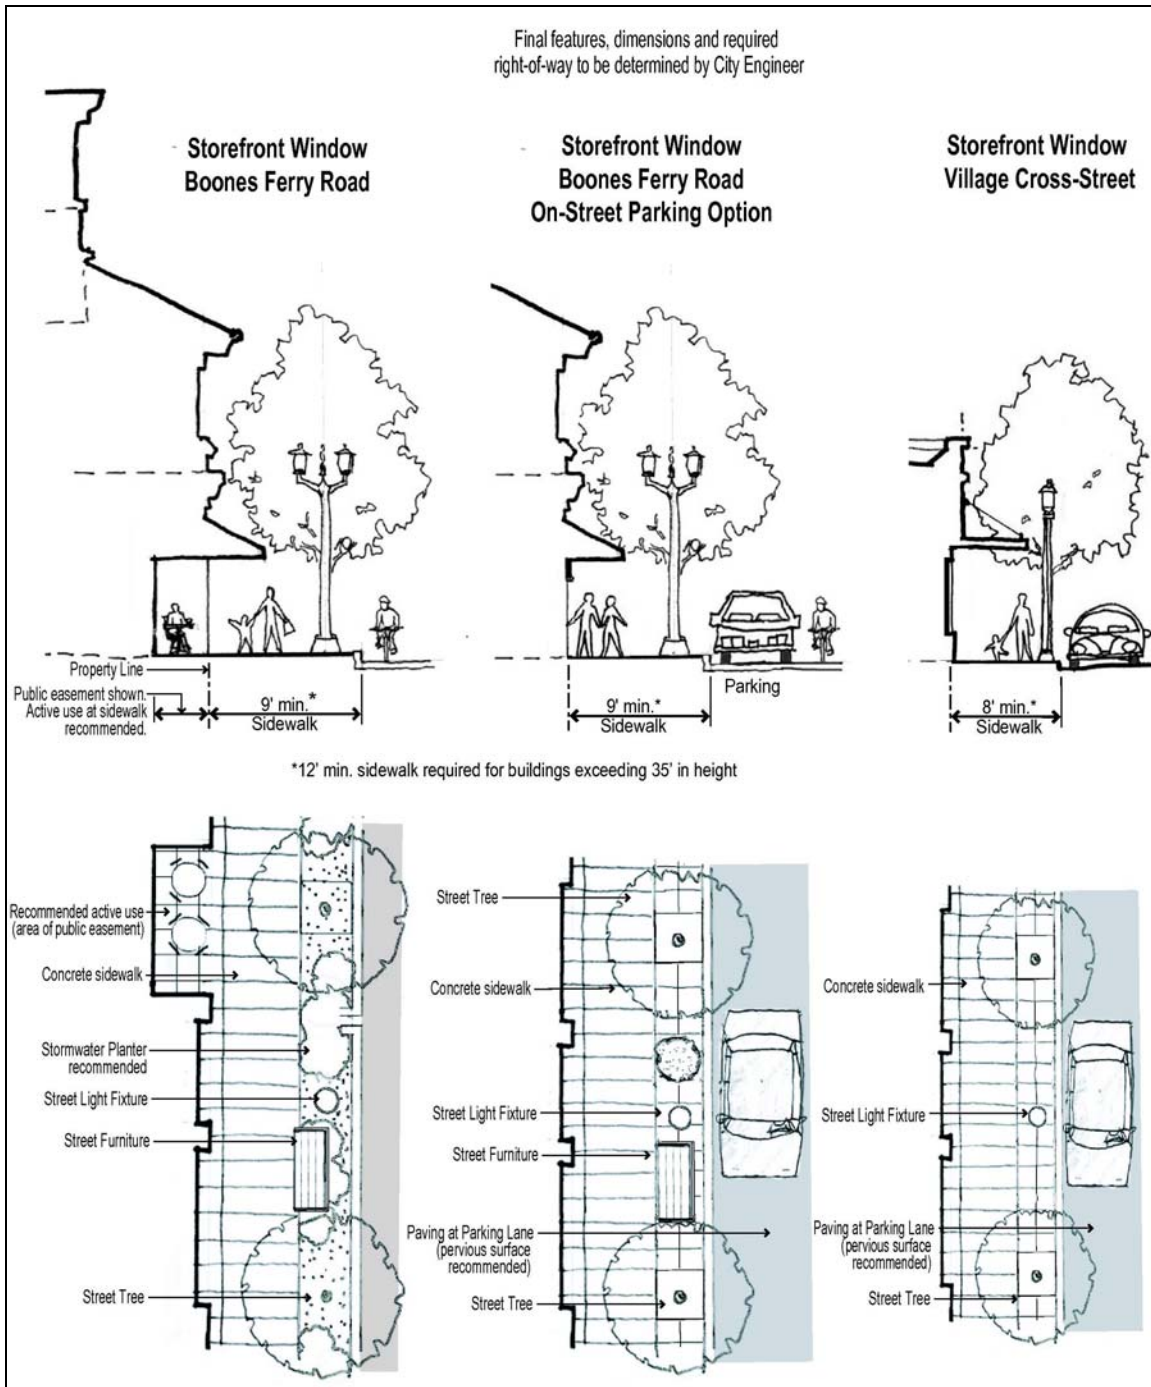 Final features, dimensions and required
right-of-way to be determined by City Engineer
Storefront Window
Boones Ferry Road
Storefront Window
Boones Ferry Road
On-Street Parking Option
Storefront Window
Village Cross-Street
Property Line
Public easement shown.
Active use at sidewalk
recommended.
9' min.*
Sidewalk
9' min.*
Sidewalk
Parking
8' min.*
Sidewalk
*12' min. sidewalk required for buildings exceeding 35' in height
Recommended active use
(area of public easement)
Concrete sidewalk
Stormwater Planter
recommended
Street Light Fixture
Street Furniture
Street Tree
Street Tree
Concrete sidewalk
Street Light Fixture
Street Furniture
Paving at Parking Lane
(pervious surface
recommended)
Street Tree
Concrete sidewalk
Street Light Fixture
Paving at Parking Lane
(pervious surface
recommended)
Street Tree